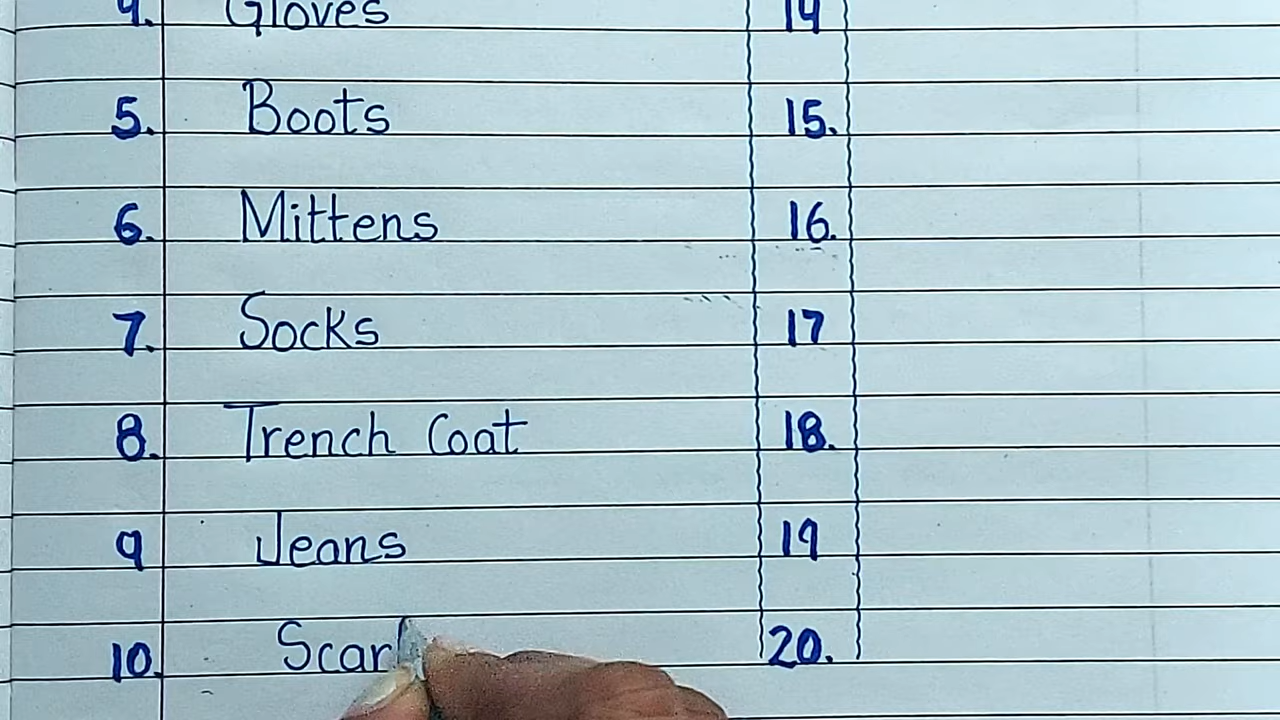 4. Gloves 14
5. Boots 15.
6. Mittens 16.
7. Socks 17
8. Trench Coat 18.
9 Jeans 19
10. 20.